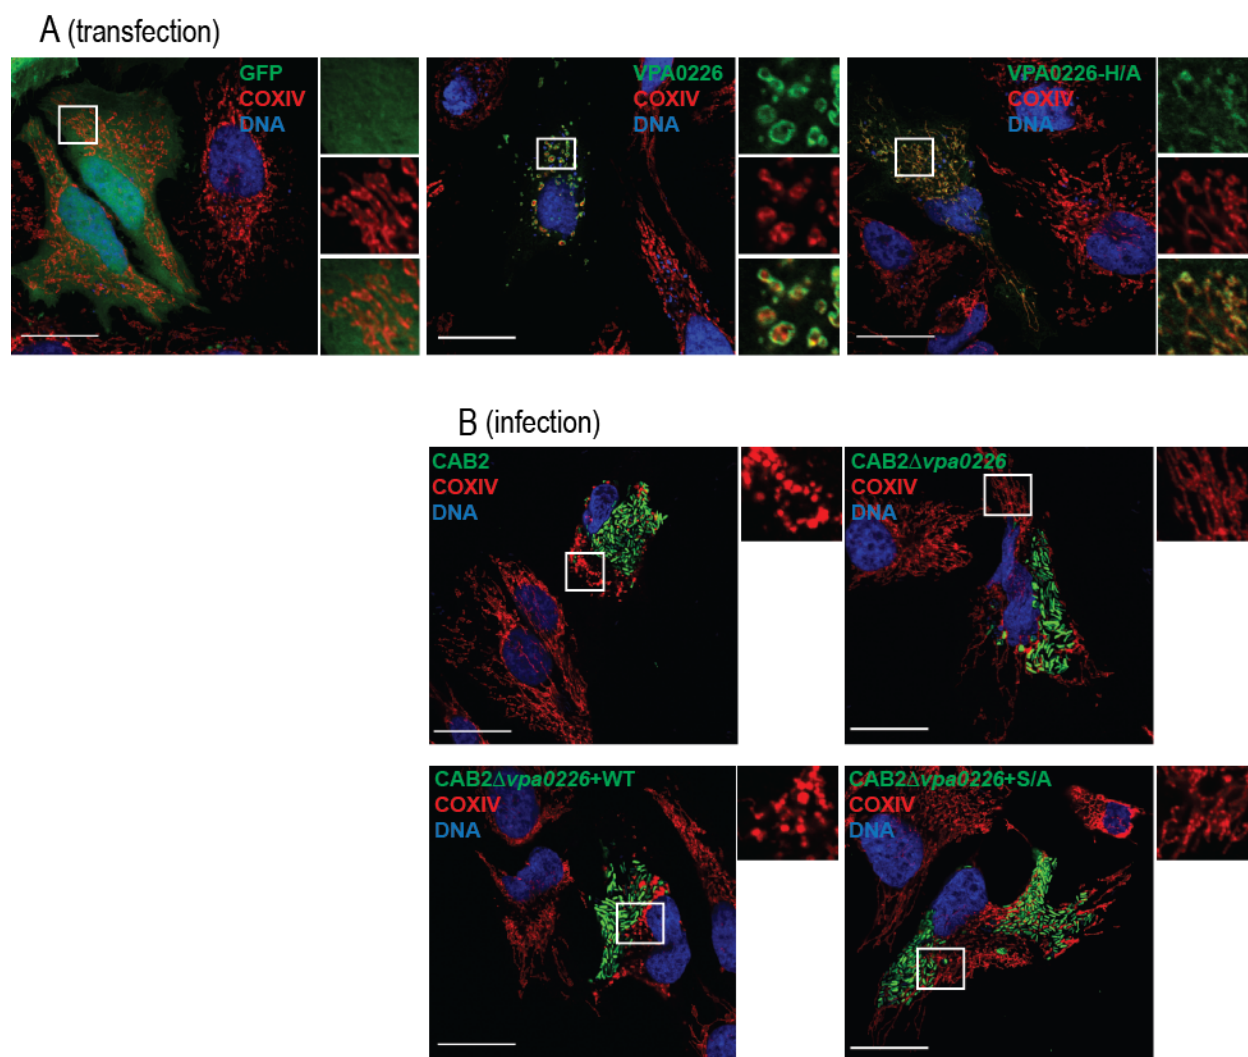 A (transfection)
GFP
COXIV
DNA
VPA0226
COXIV
DNA
VPA0226-H/A
COXIV
DNA
B (infection)
CAB2
COXIV
DNA
CAB2Δvpa0226
COXIV
DNA
CAB2Δvpa0226+WT
COXIV
DNA
CAB2Δvpa0226+S/A
COXIV
DNA